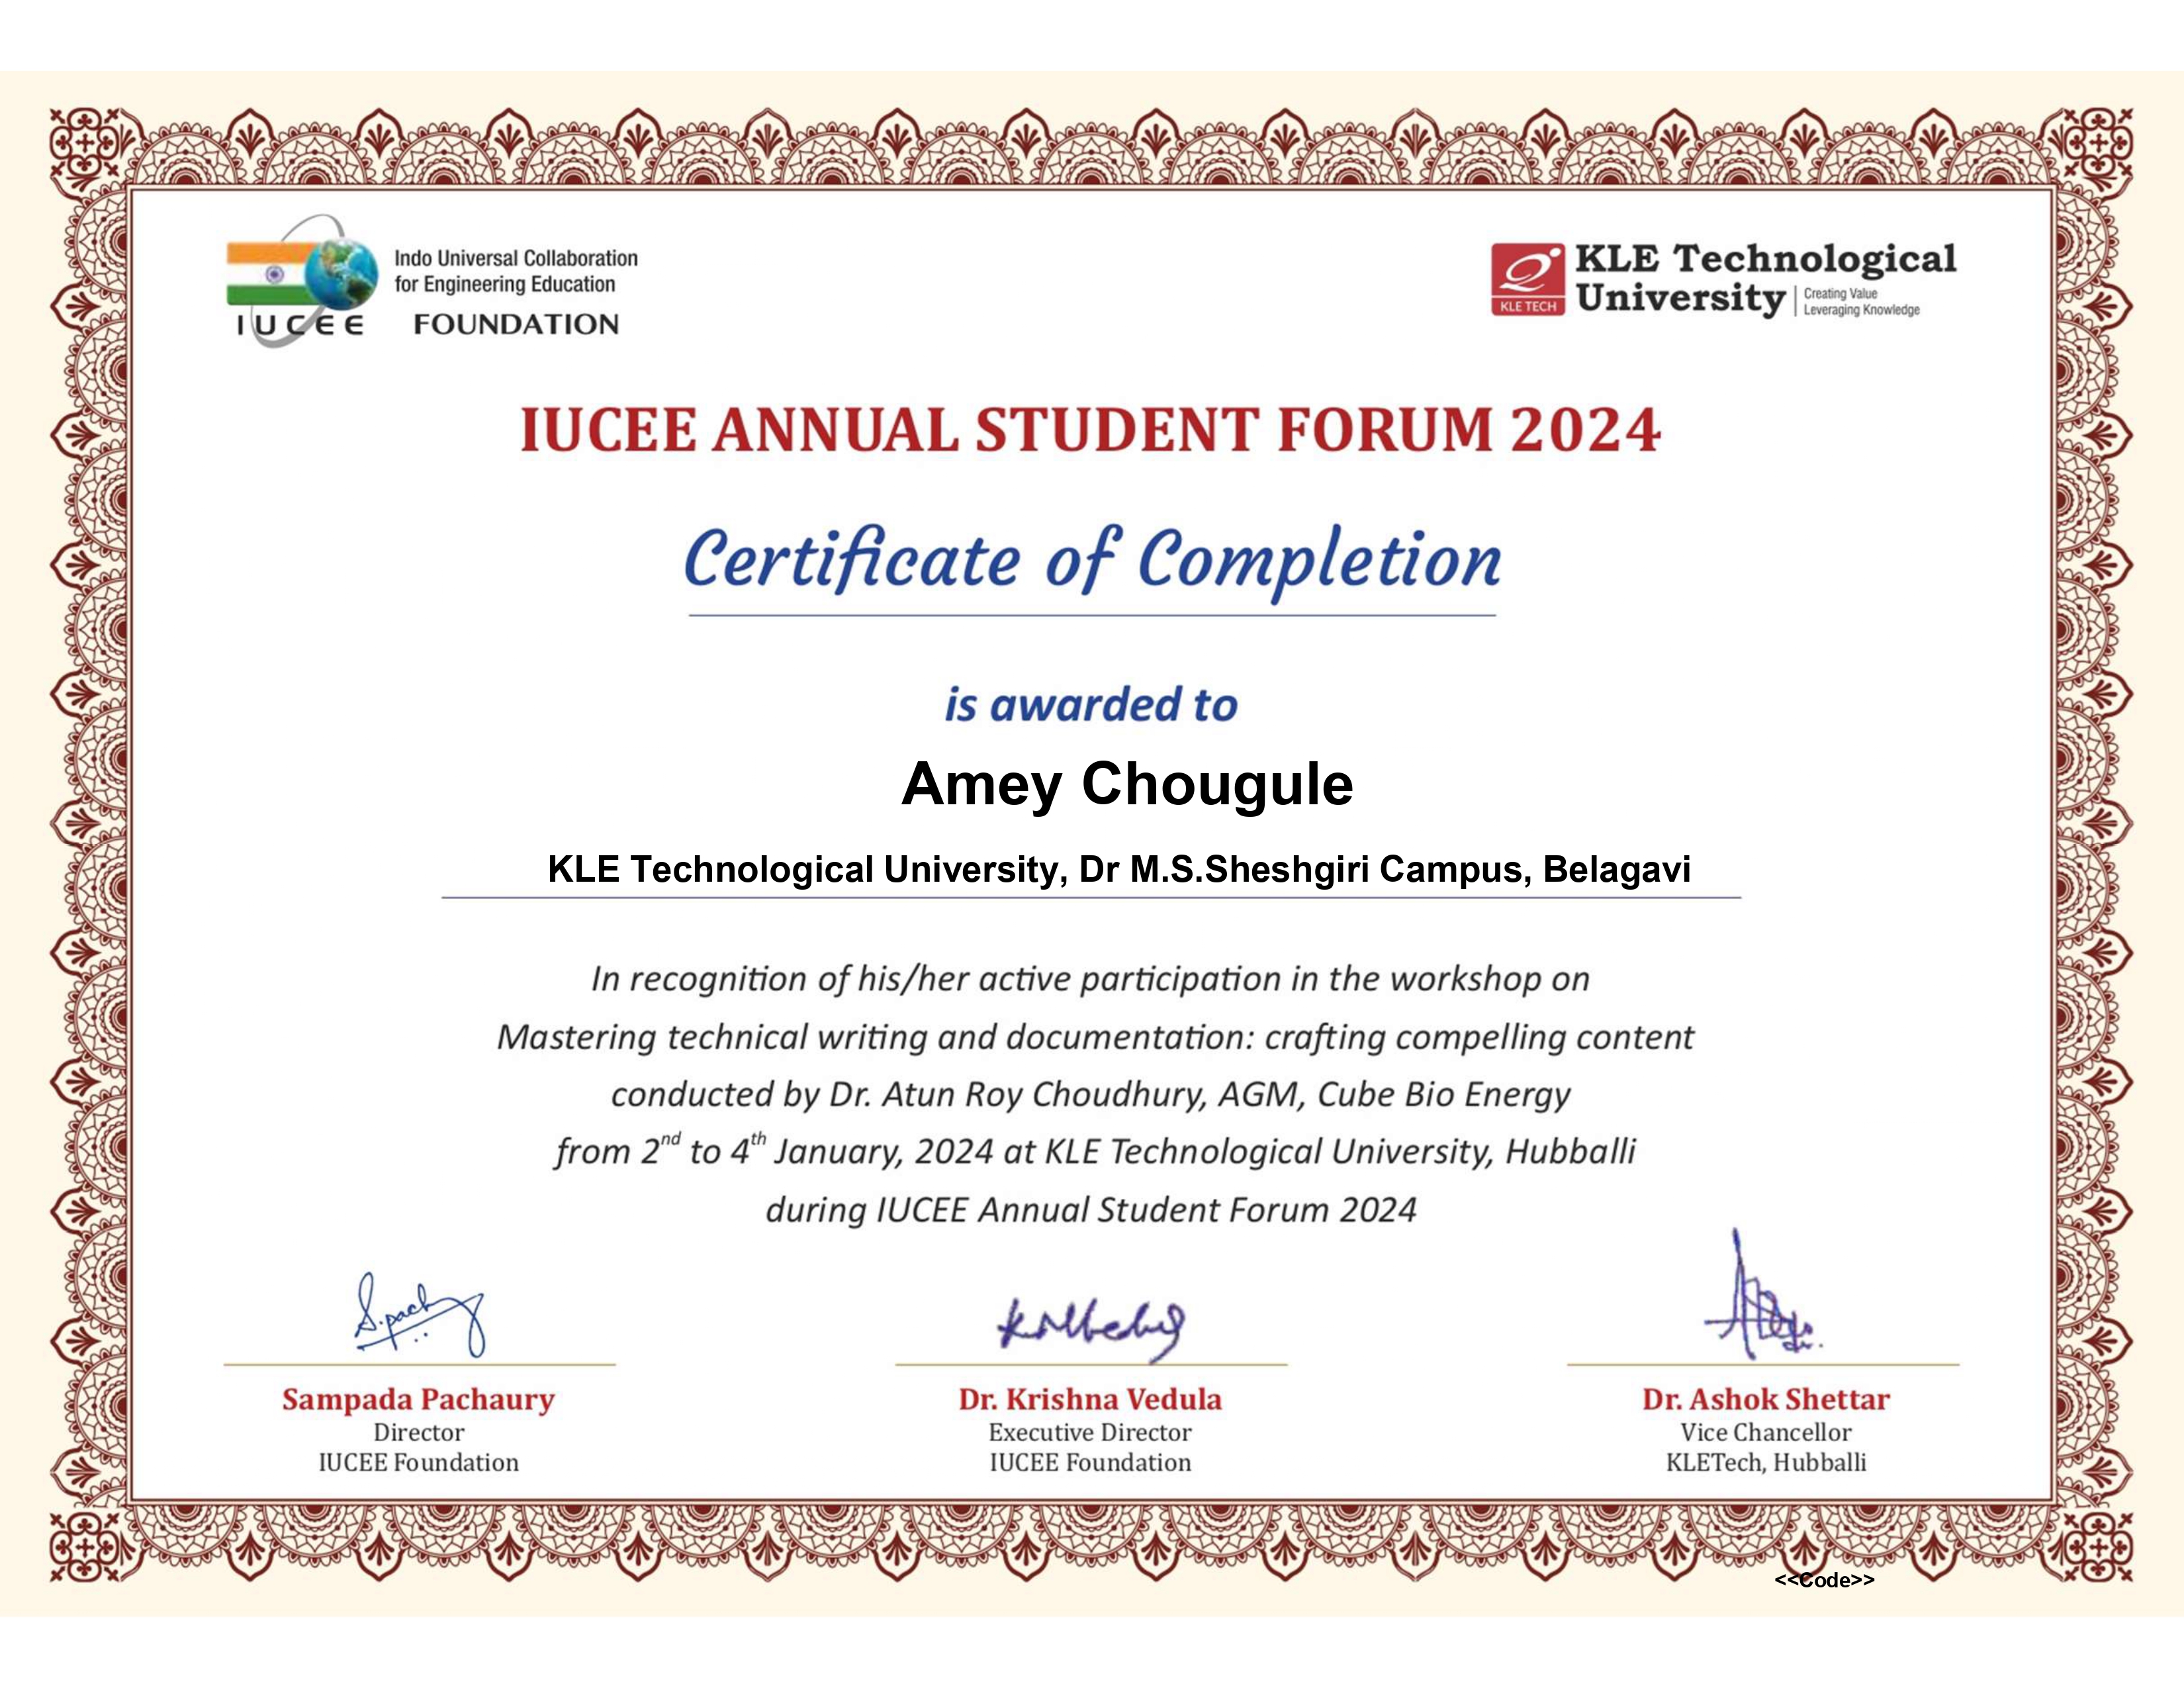 Indo Universal Collaboration
for Engineering Education
IUCEE FOUNDATION
KLE TECH
KLE Technological
University
Creating Value
Leveraging Knowledge
IUCEE ANNUAL STUDENT FORUM 2024
Certificate of Completion
is awarded to
Amey Chougule
KLE Technological University, Dr M.S.Sheshgiri Campus, Belagavi
In recognition of his/her active participation in the workshop on
Mastering technical writing and documentation: crafting compelling content
conducted by Dr. Atun Roy Choudhury, AGM, Cube Bio Energy
from 2nd to 4th January, 2024 at KLE Technological University, Hubballi
during IUCEE Annual Student Forum 2024
Sampada Pachaury
Director
IUCEE Foundation
Dr. Krishna Vedula
Executive Director
IUCEE Foundation
Dr. Ashok Shettar
Vice Chancellor
KLETech, Hubballi
<<Code>>